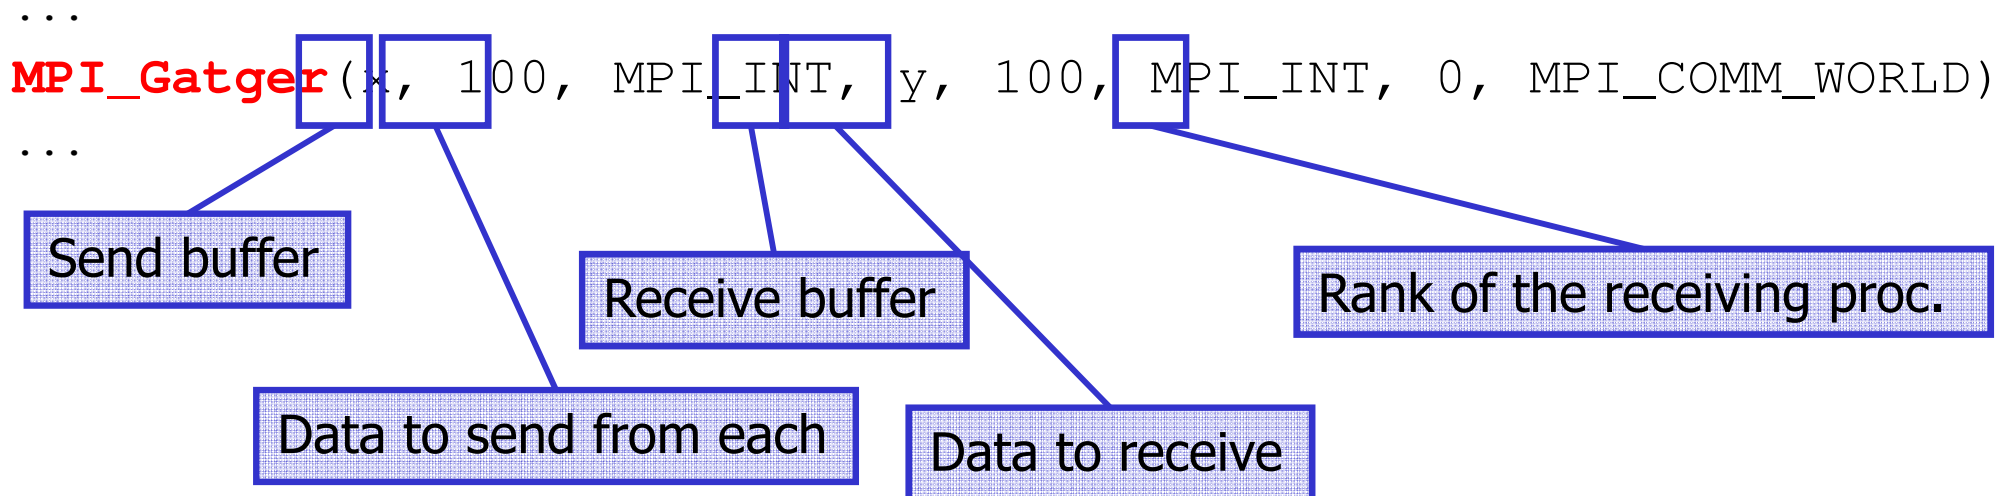 ...
MPI_Gatger(x, 100, MPI_INT, y, 100, MPI_INT, 0, MPI_COMM_WORLD)
...
Send buffer
Receive buffer
Rank of the receiving proc.
Data to send from each
Data to receive